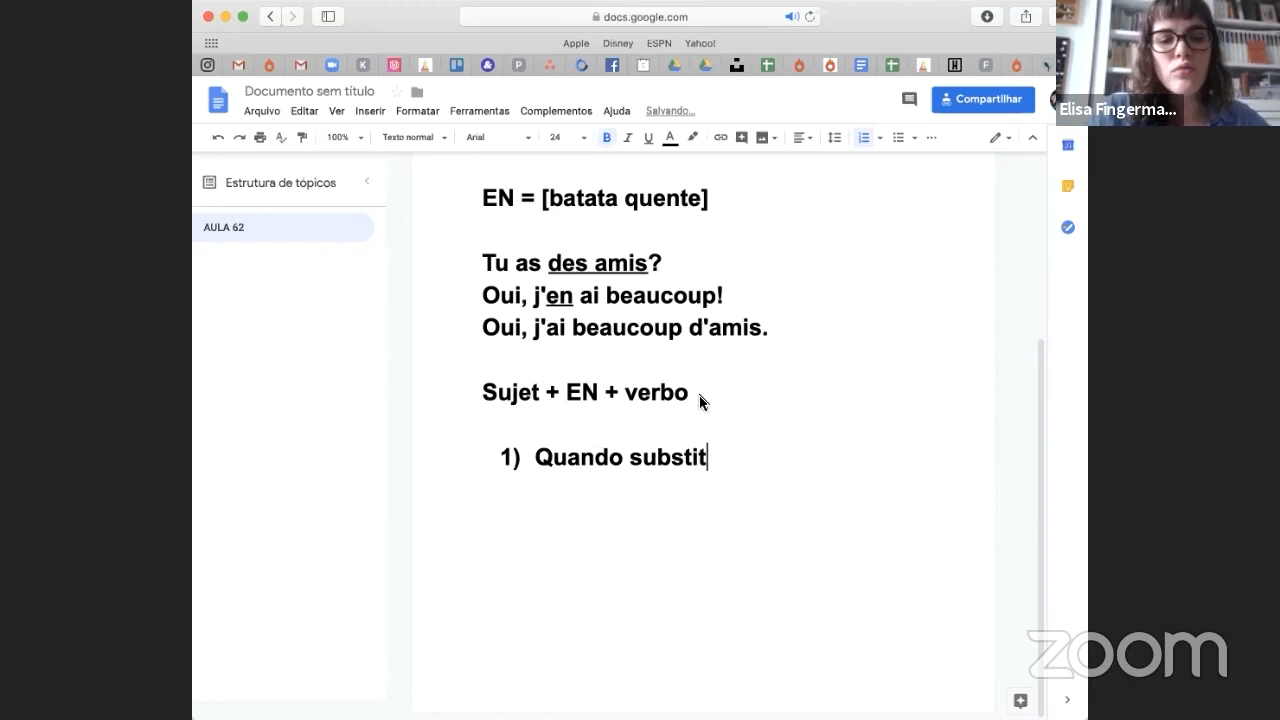 docs.google.com
Apple Disney ESPN Yahoo!
Documento sem título
Arquivo Editar Ver Inserir Formatar Ferramentas Complementos Ajuda Salvando...
Compartilhar
Elisa Fingerma...
100% Texto normal Arial 24
Estrutura de tópicos
AULA 62
EN = [batata quente]
Tu as des amis?
Oui, j'en ai beaucoup!
Oui, j'ai beaucoup d'amis.
Sujet + EN + verbo
1) Quando substit
zoom